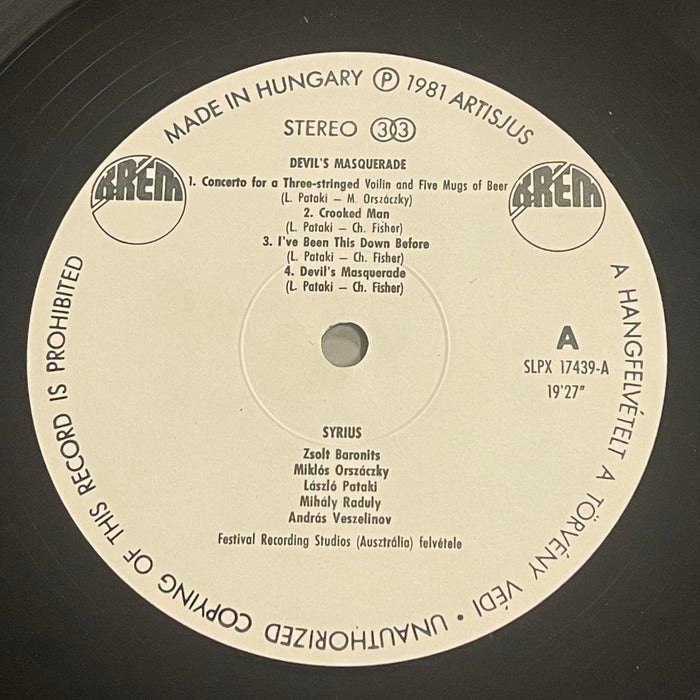 MADE IN HUNGARY Ⓟ 1981 ARTISJUS
STEREO 33
DEVIL'S MASQUERADE
KRÉM
KRÉM
1. Concerto for a Three-stringed Voilin and Five Mugs of Beer
(L. Pataki – M. Orszáczky)
2. Crooked Man
(L. Pataki – Ch. Fisher)
3. I've Been This Down Before
(L. Pataki – Ch. Fisher)
4. Devil's Masquerade
(L. Pataki – Ch. Fisher)
A
SLPX 17439-A
19'27"
SYRIUS
Zsolt Baronits
Miklós Orszáczky
László Pataki
Mihály Raduly
András Veszelinov
Festival Recording Studios (Ausztrália) felvétele
A HANGFELVÉTELT A TÖRVÉNY VÉDI • UNAUTHORIZED COPYING OF THIS RECORD IS PROHIBITED